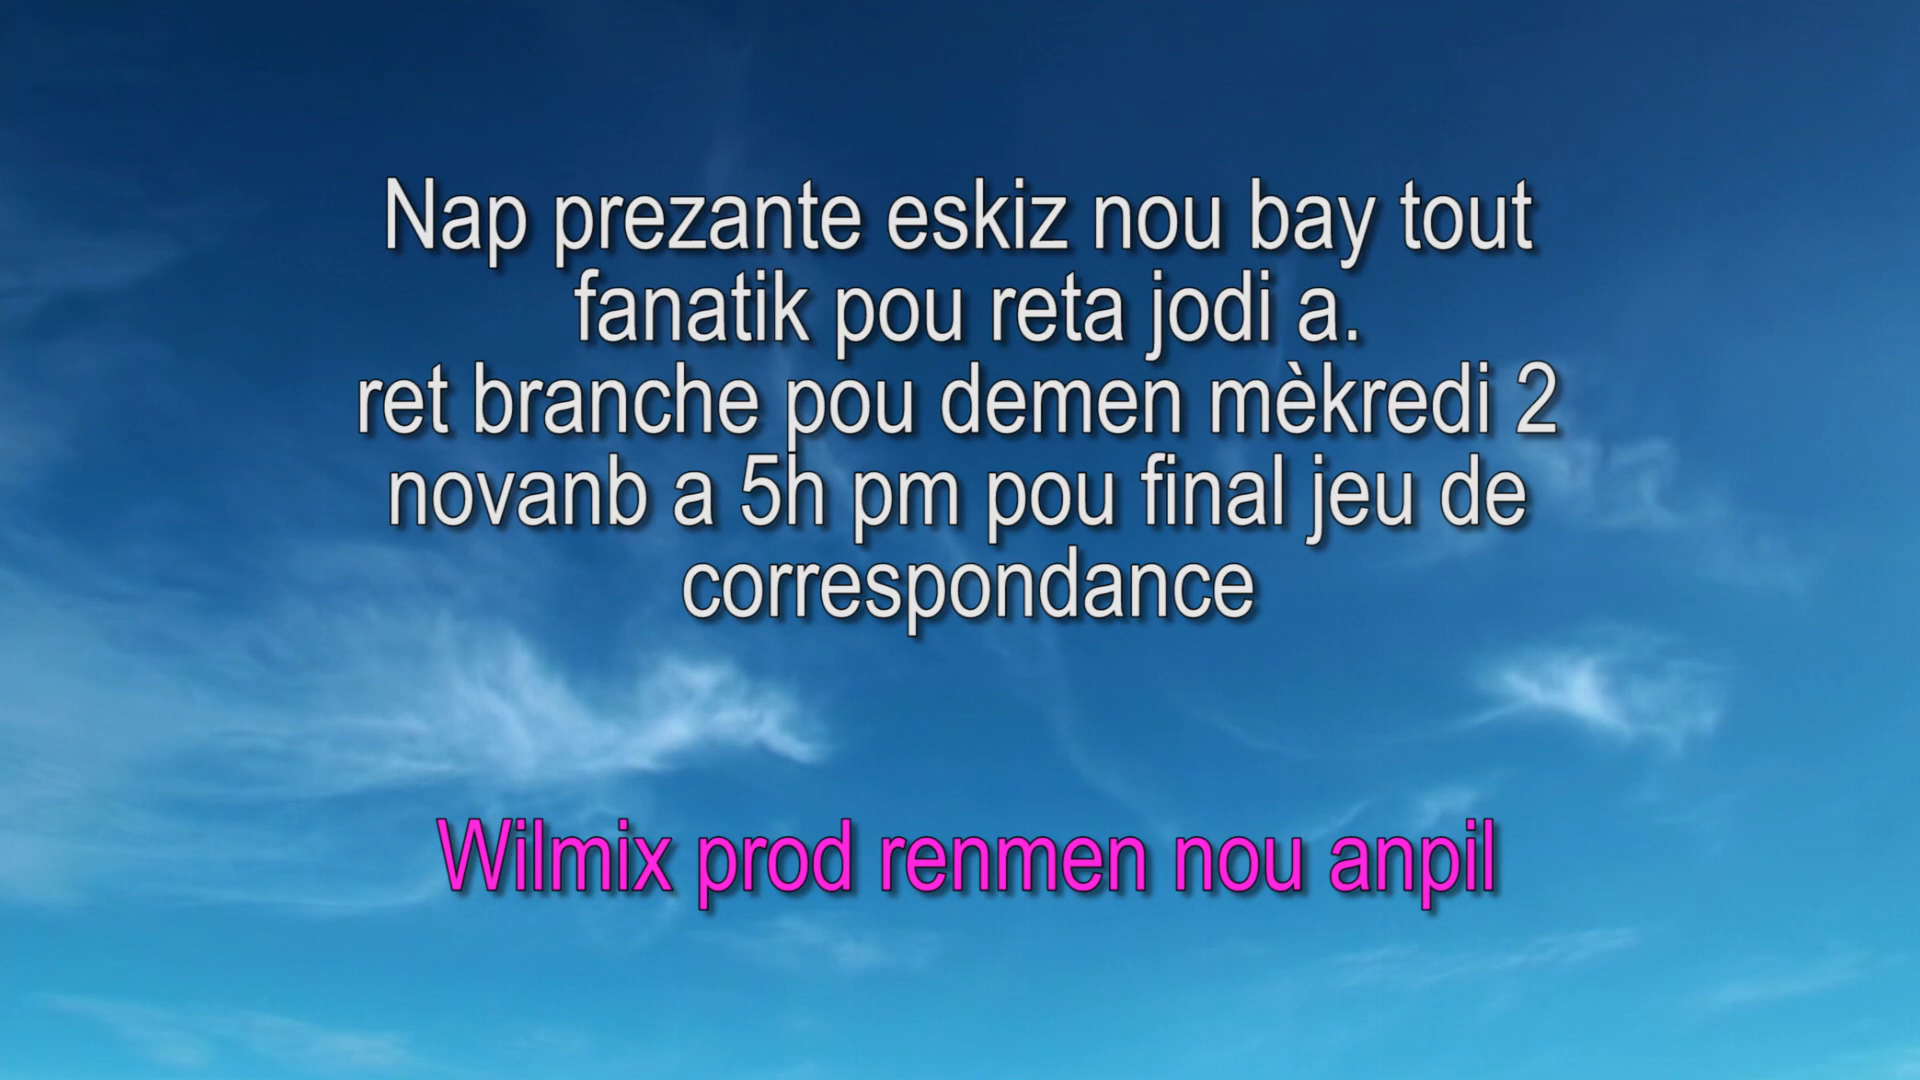 Nap prezante eskiz nou bay tout
fanatik pou reta jodi a.
ret branche pou demen mèkredi 2
novanb a 5h pm pou final jeu de
correspondance
Wilmix prod renmen nou anpil